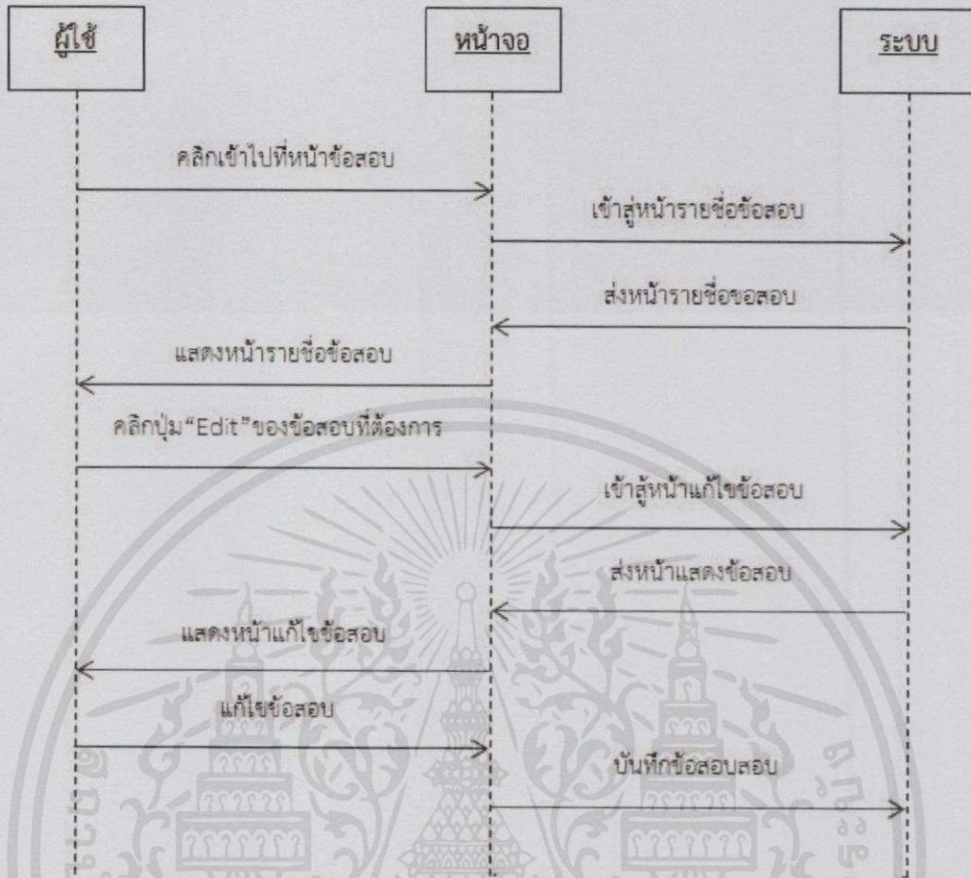 ผู้ใช้
หน้าจอ
ระบบ
คลิกเข้าไปที่หน้าข้อสอบ
เข้าสู่หน้ารายชื่อข้อสอบ
ส่งหน้ารายชื่อขอสอบ
แสดงหน้ารายชื่อข้อสอบ
คลิกปุ่ม“Edit”ของข้อสอบที่ต้องการ
เข้าสู้หน้าแก้ไขข้อสอบ
ส่งหน้าแสดงข้อสอบ
แสดงหน้าแก้ไขข้อสอบ
แก้ไขข้อสอบ
บันทึกข้อสอบสอบ